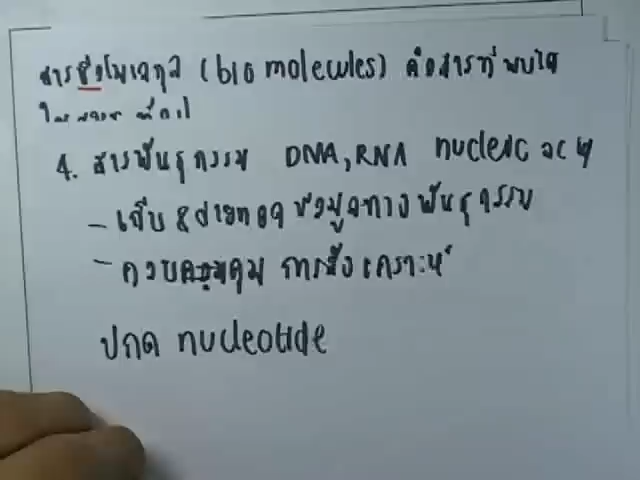 สารชีวโมเลกุล (bio molecules) คือสารที่พบได้
ใน
4. สารพันธุกรรม DNA, RNA nucleic acid
- เก็บ & ถ่ายทอด ข้อมูลทางพันธุกรรม
- ควบคุม การสังเคราะห์
ปกด nucleotide